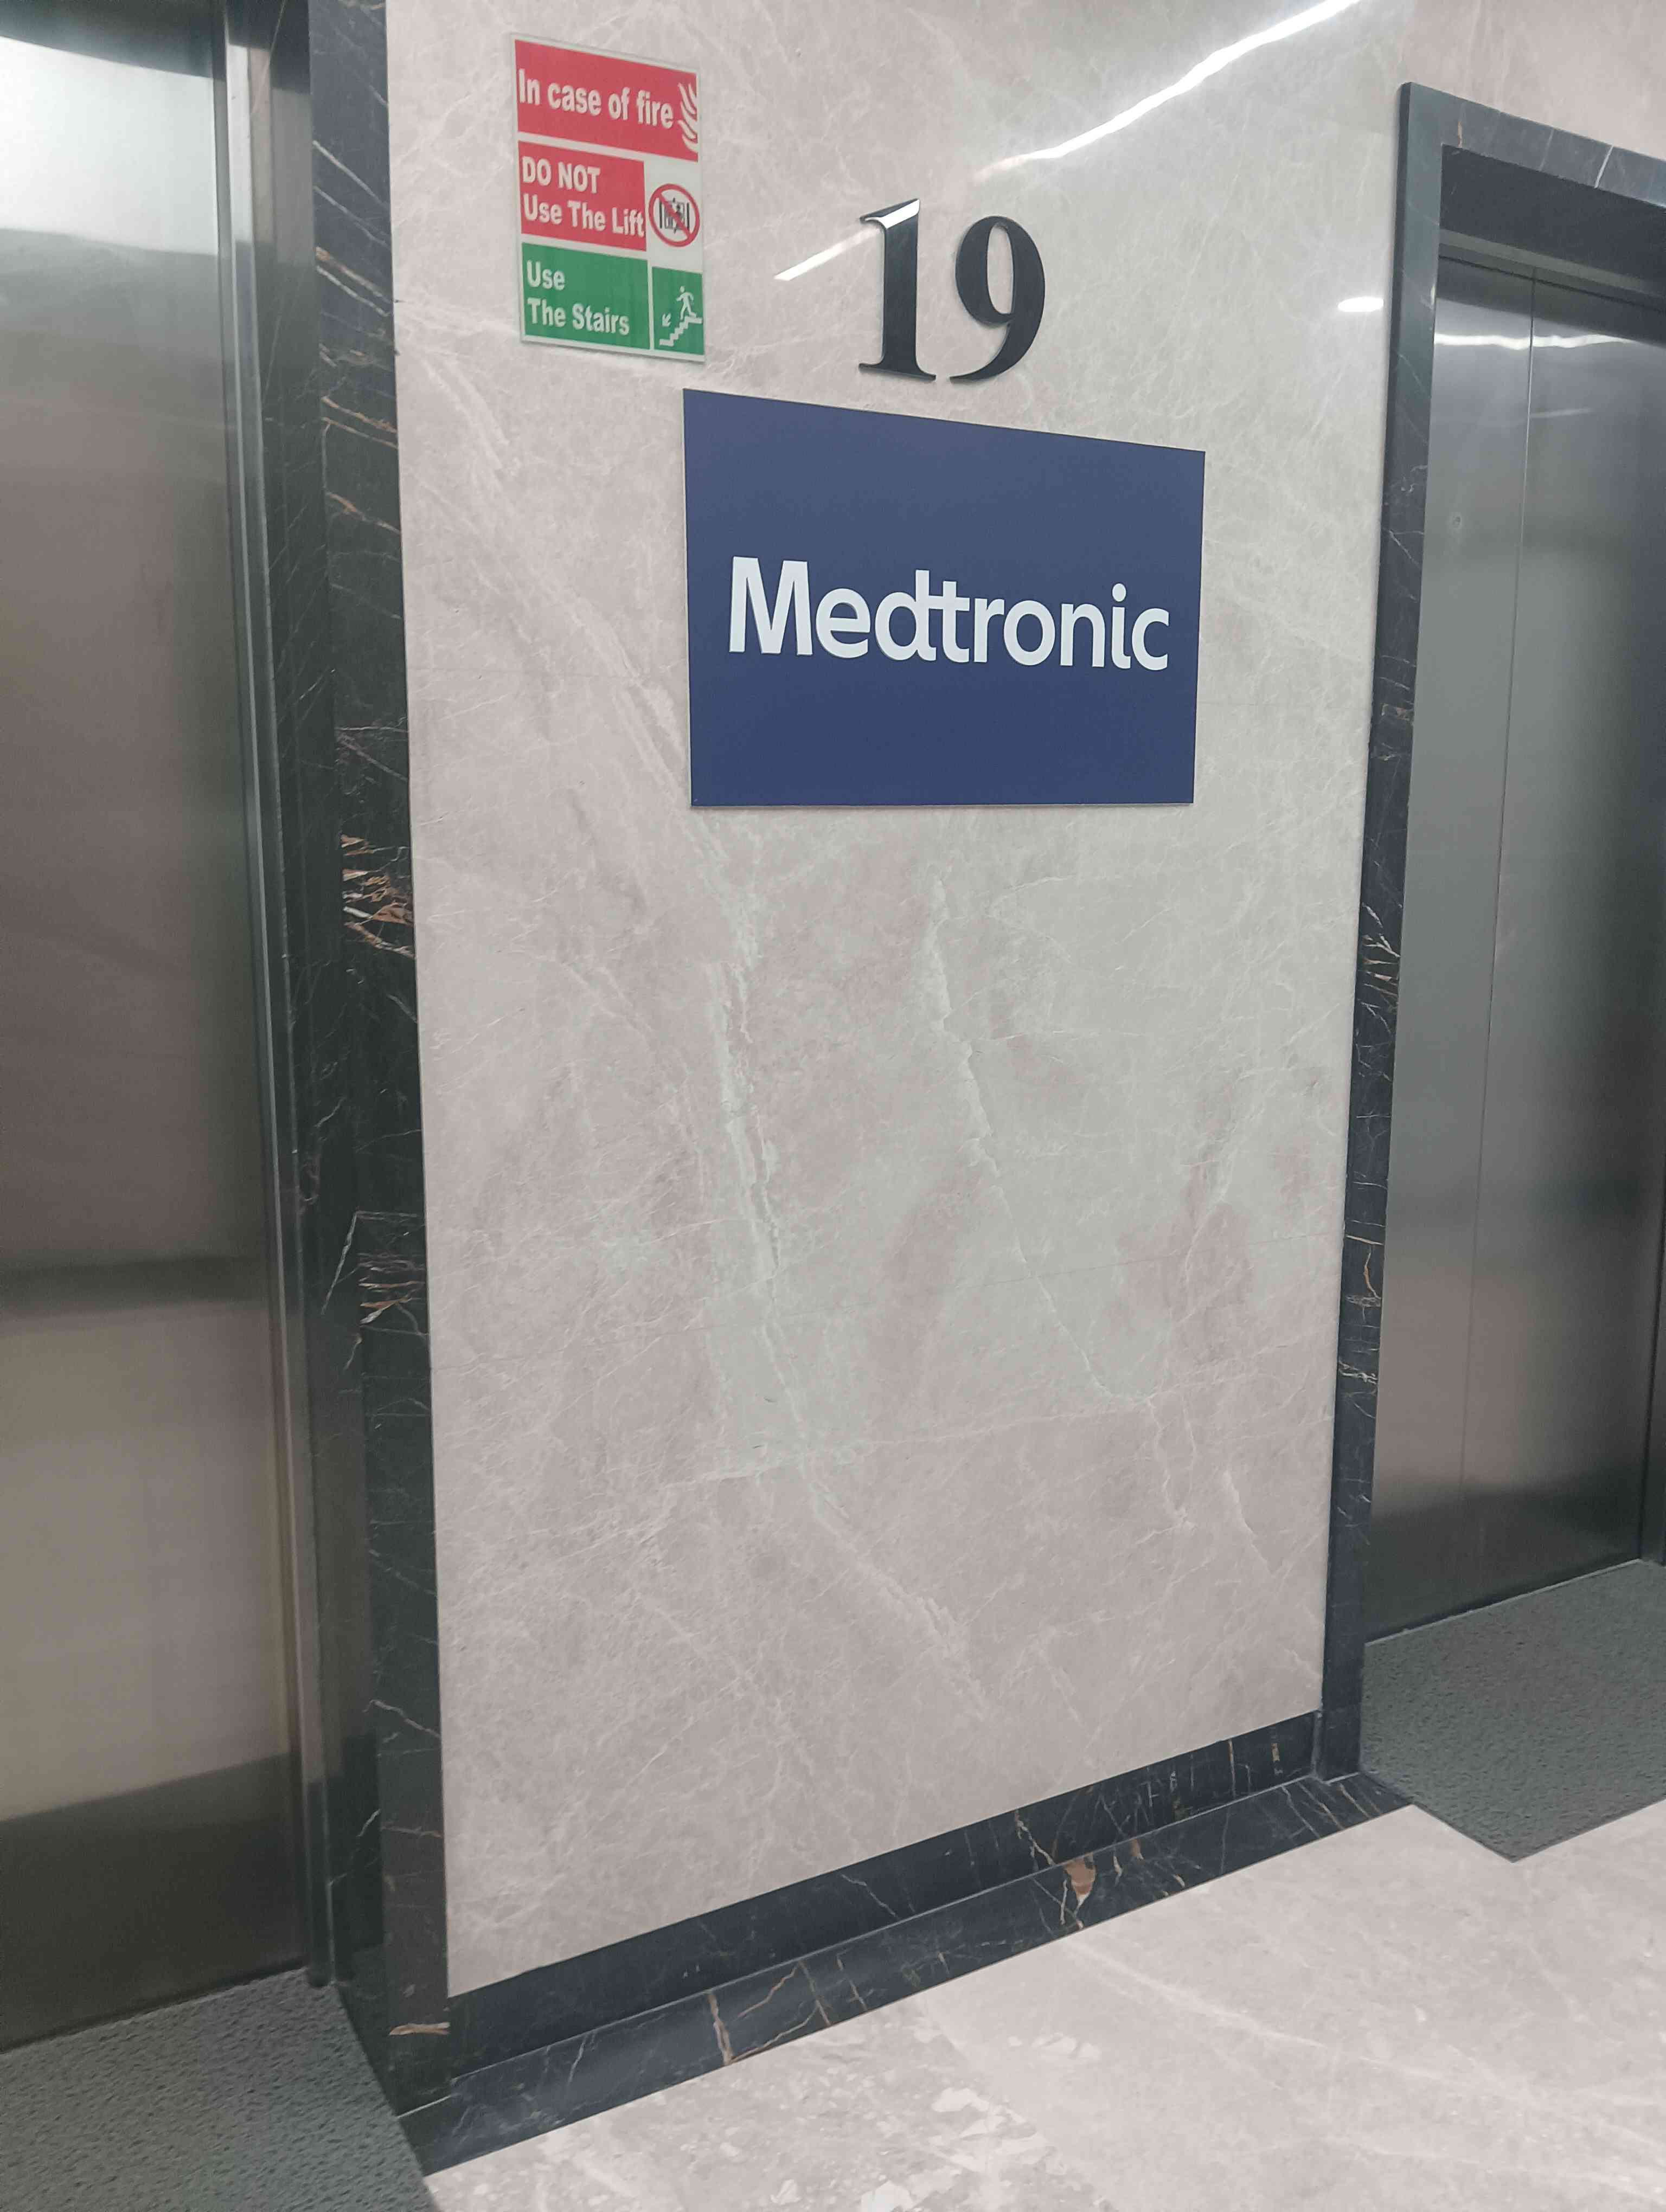 In case of fire
DO NOT
Use The Lift
Use
The Stairs
19
Medtronic